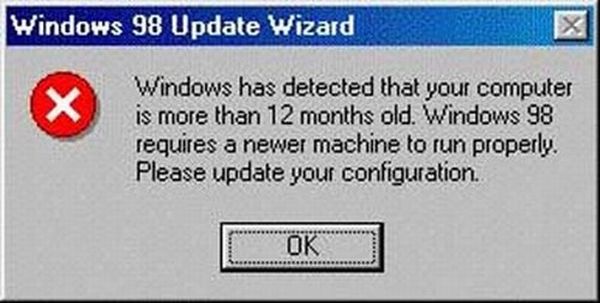 Windows 98 Update Wizard
Windows has detected that your computer
is more than 12 months old. Windows 98
requires a newer machine to run properly.
Please update your configuration.
OK